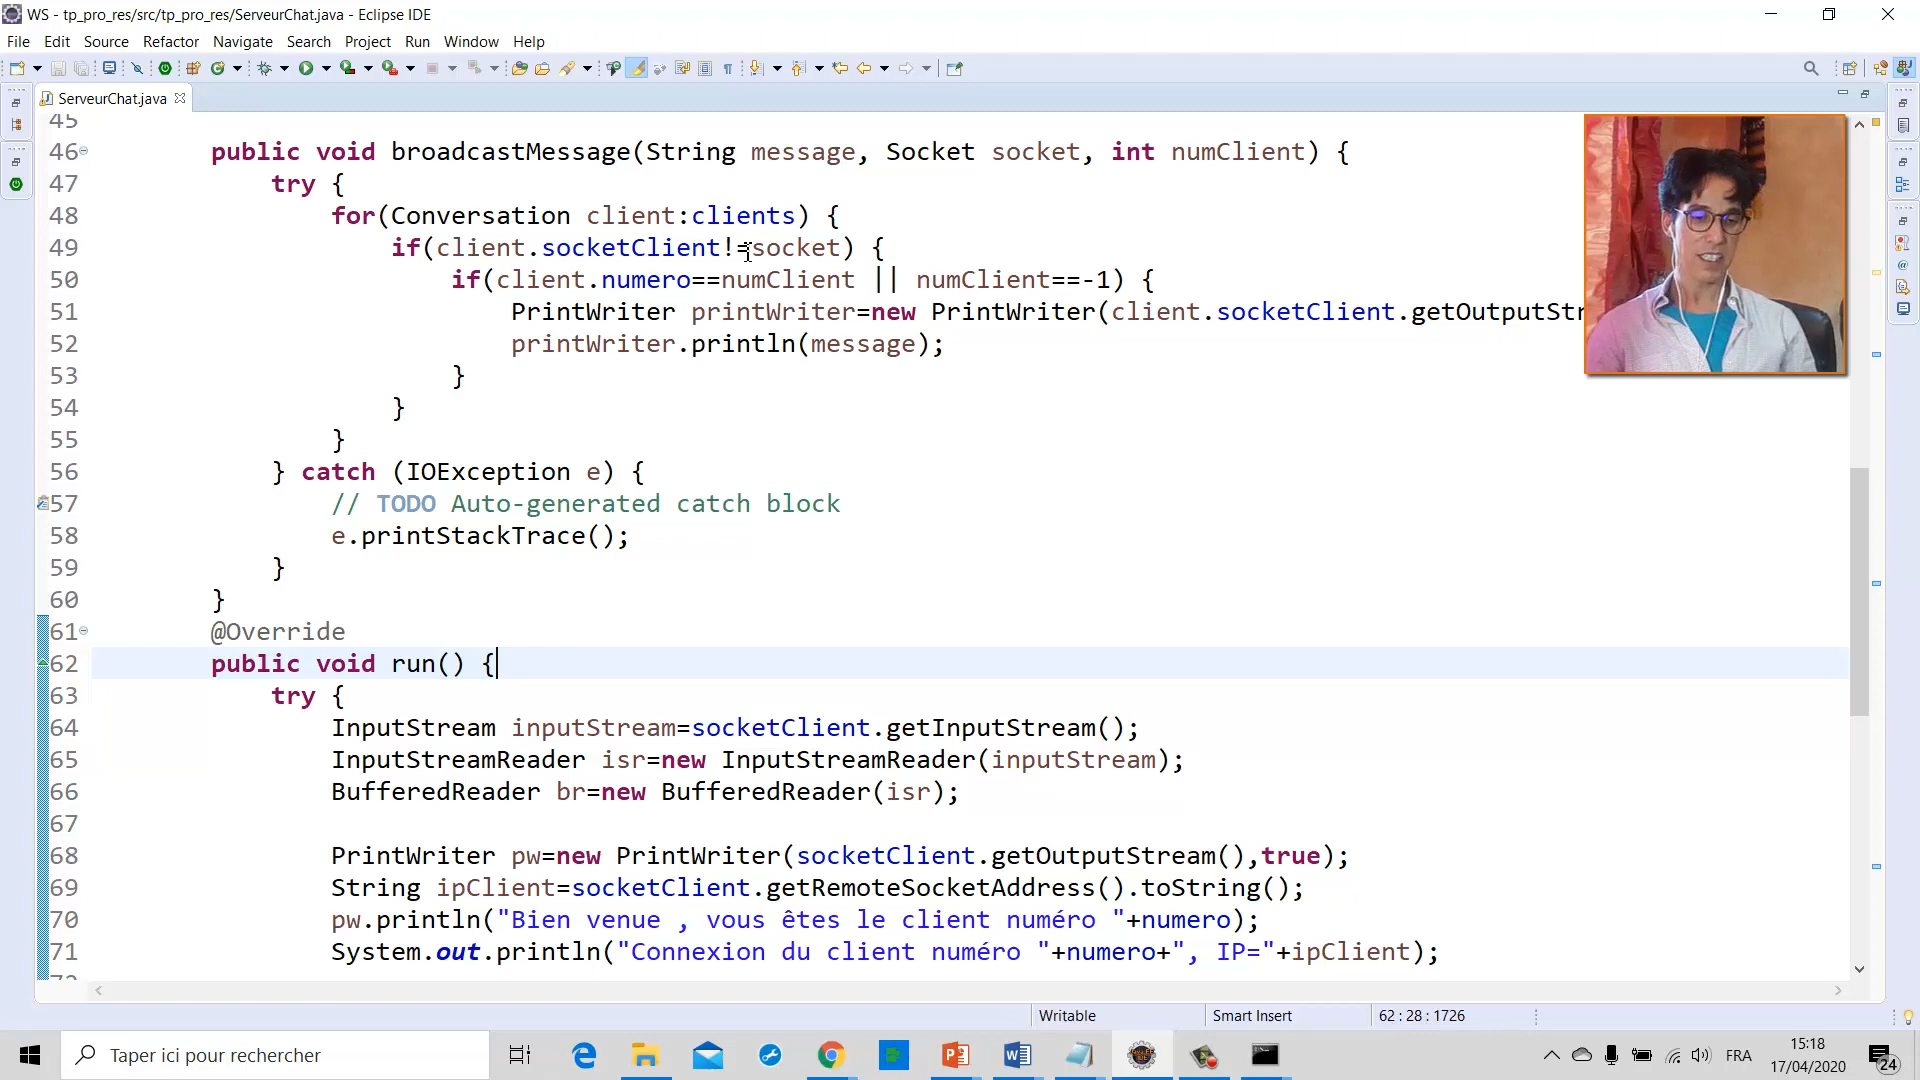 WS - tp_pro_res/src/tp_pro_res/ServeurChat.java - Eclipse IDE
File Edit Source Refactor Navigate Search Project Run Window Help
ServeurChat.java
45
46 public void broadcastMessage(String message, Socket socket, int numClient) {
47 try {
48 for(Conversation client:clients) {
49 if(client.socketClient!=socket) {
50 if(client.numero==numClient || numClient==-1) {
51 PrintWriter printWriter=new PrintWriter(client.socketClient.getOutputStr
52 printWriter.println(message);
53 }
54 }
55 }
56 } catch (IOException e) {
57 // TODO Auto-generated catch block
58 e.printStackTrace();
59 }
60 }
61 @Override
62 public void run() {
63 try {
64 InputStream inputStream=socketClient.getInputStream();
65 InputStreamReader isr=new InputStreamReader(inputStream);
66 BufferedReader br=new BufferedReader(isr);
67
68 PrintWriter pw=new PrintWriter(socketClient.getOutputStream(),true);
69 String ipClient=socketClient.getRemoteSocketAddress().toString();
70 pw.println("Bien venue , vous êtes le client numéro "+numero);
71 System.out.println("Connexion du client numéro "+numero+", IP="+ipClient);
Writable Smart Insert 62 : 28 : 1726
Taper ici pour rechercher
FRA
15:18
17/04/2020
24